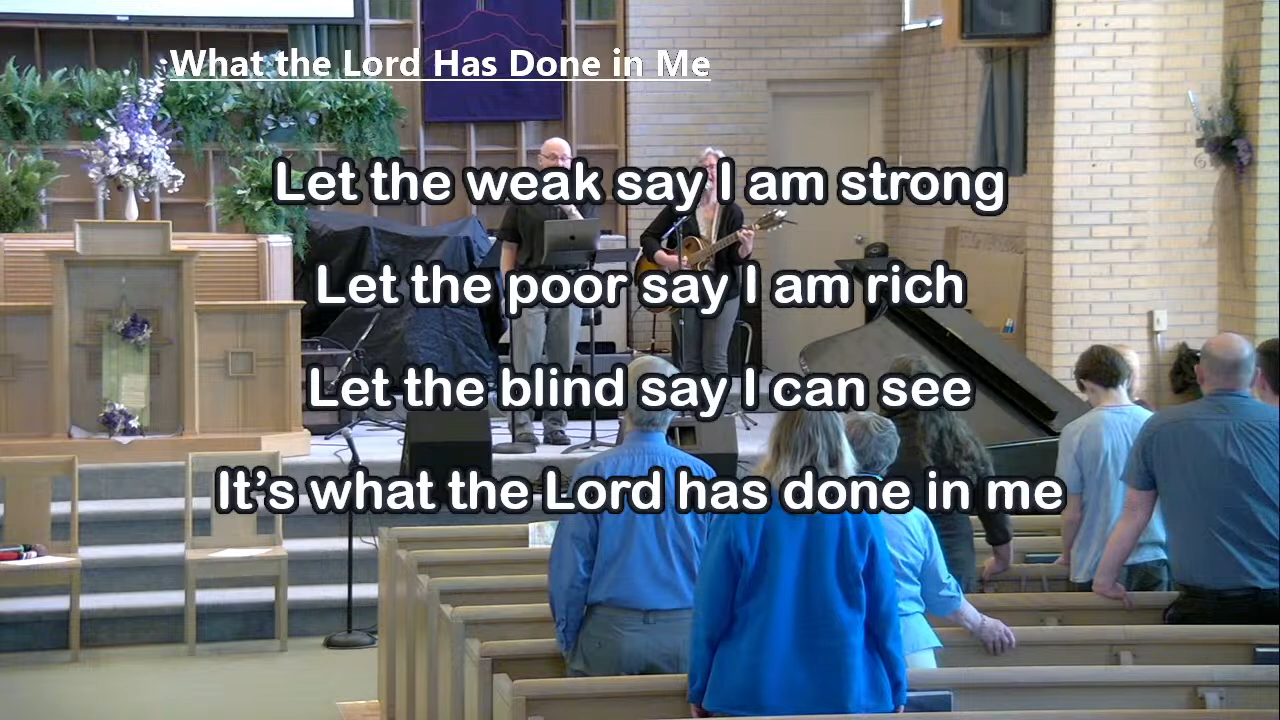 What the Lord Has Done in Me
Let the weak say I am strong
Let the poor say I am rich
Let the blind say I can see
It's what the Lord has done in me